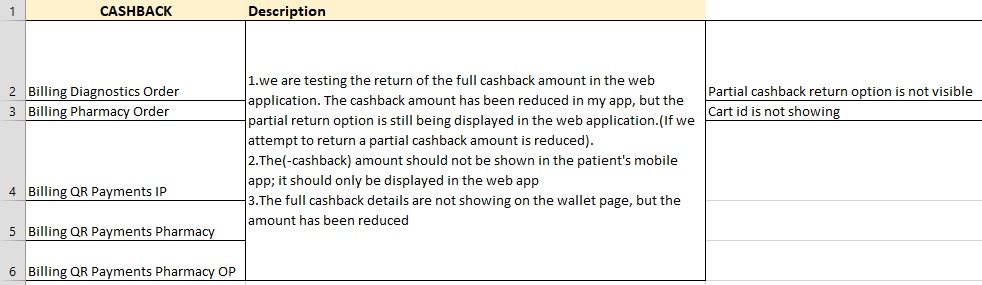 1 CASHBACK Description
2 Billing Diagnostics Order
3 Billing Pharmacy Order
4 Billing QR Payments IP
5 Billing QR Payments Pharmacy
6 Billing QR Payments Pharmacy OP
1.we are testing the return of the full cashback amount in the web
application. The cashback amount has been reduced in my app, but the
partial return option is still being displayed in the web application.(If we
attempt to return a partial cashback amount is reduced).
2.The(-cashback) amount should not be shown in the patient's mobile
app; it should only be displayed in the web app
3.The full cashback details are not showing on the wallet page, but the
amount has been reduced
Partial cashback return option is not visible
Cart id is not showing